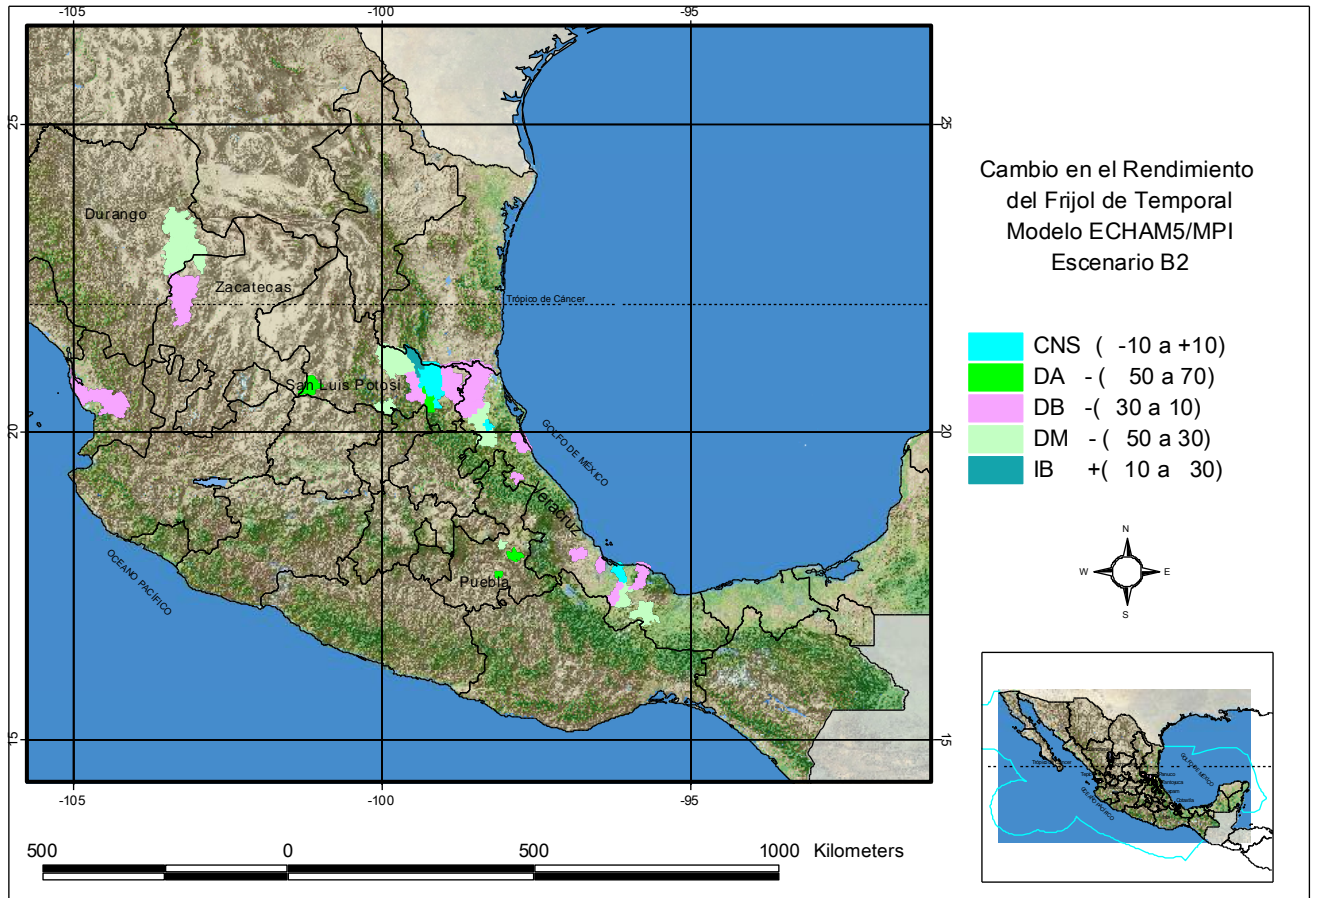 -105
-100
-95
25
25
Durango
Zacatecas
Trópico de Cáncer
San Luis Potosi
20
20
GOLFO DE MÉXICO
Veracruz
OCEANO PACÍFICO
Puebla
15
15
-105
-100
-95
500 0 500 1000 Kilometers
Cambio en el Rendimiento
del Frijol de Temporal
Modelo ECHAM5/MPI
Escenario B2
CNS ( -10 a +10)
DA -( 50 a 70)
DB -( 30 a 10)
DM -( 50 a 30)
IB +( 10 a 30)
N
W
E
S